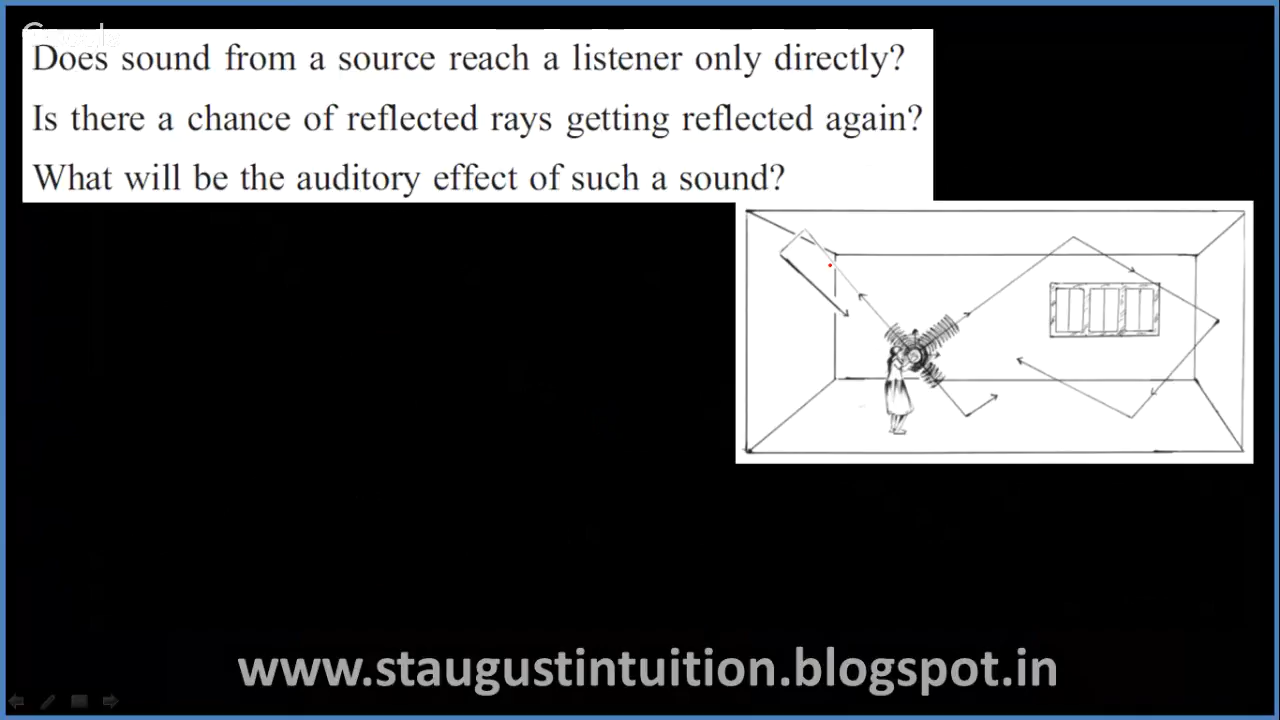 Google
Does sound from a source reach a listener only directly?
Is there a chance of reflected rays getting reflected again?
What will be the auditory effect of such a sound?
www.staugustintuition.blogspot.in